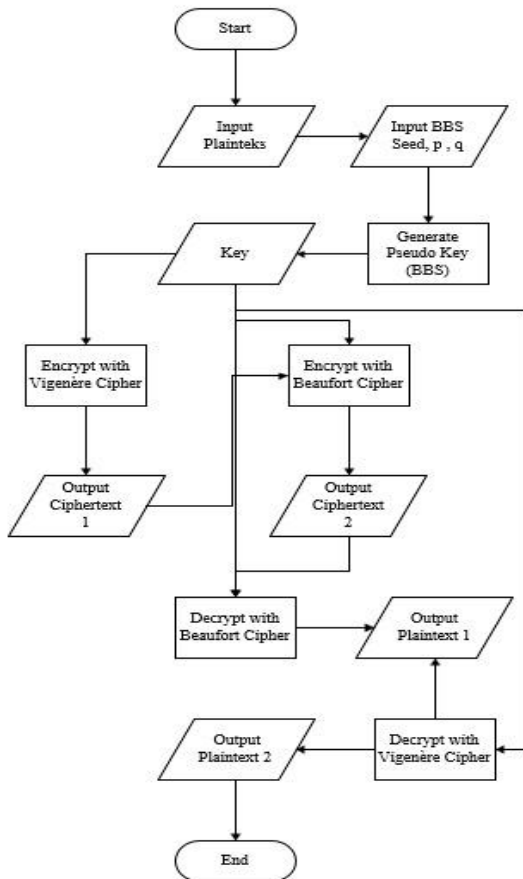 Start
Input
Plainteks
Input BBS
Seed, p , q
Key
Generate
Pseudo Key
(BBS)
Encrypt with
Vigenère Cipher
Encrypt with
Beaufort Cipher
Output
Ciphertext
1
Output
Ciphertext
2
Decrypt with
Beaufort Cipher
Output
Plaintext 1
Output
Plaintext 2
Decrypt with
Vigenère Cipher
End